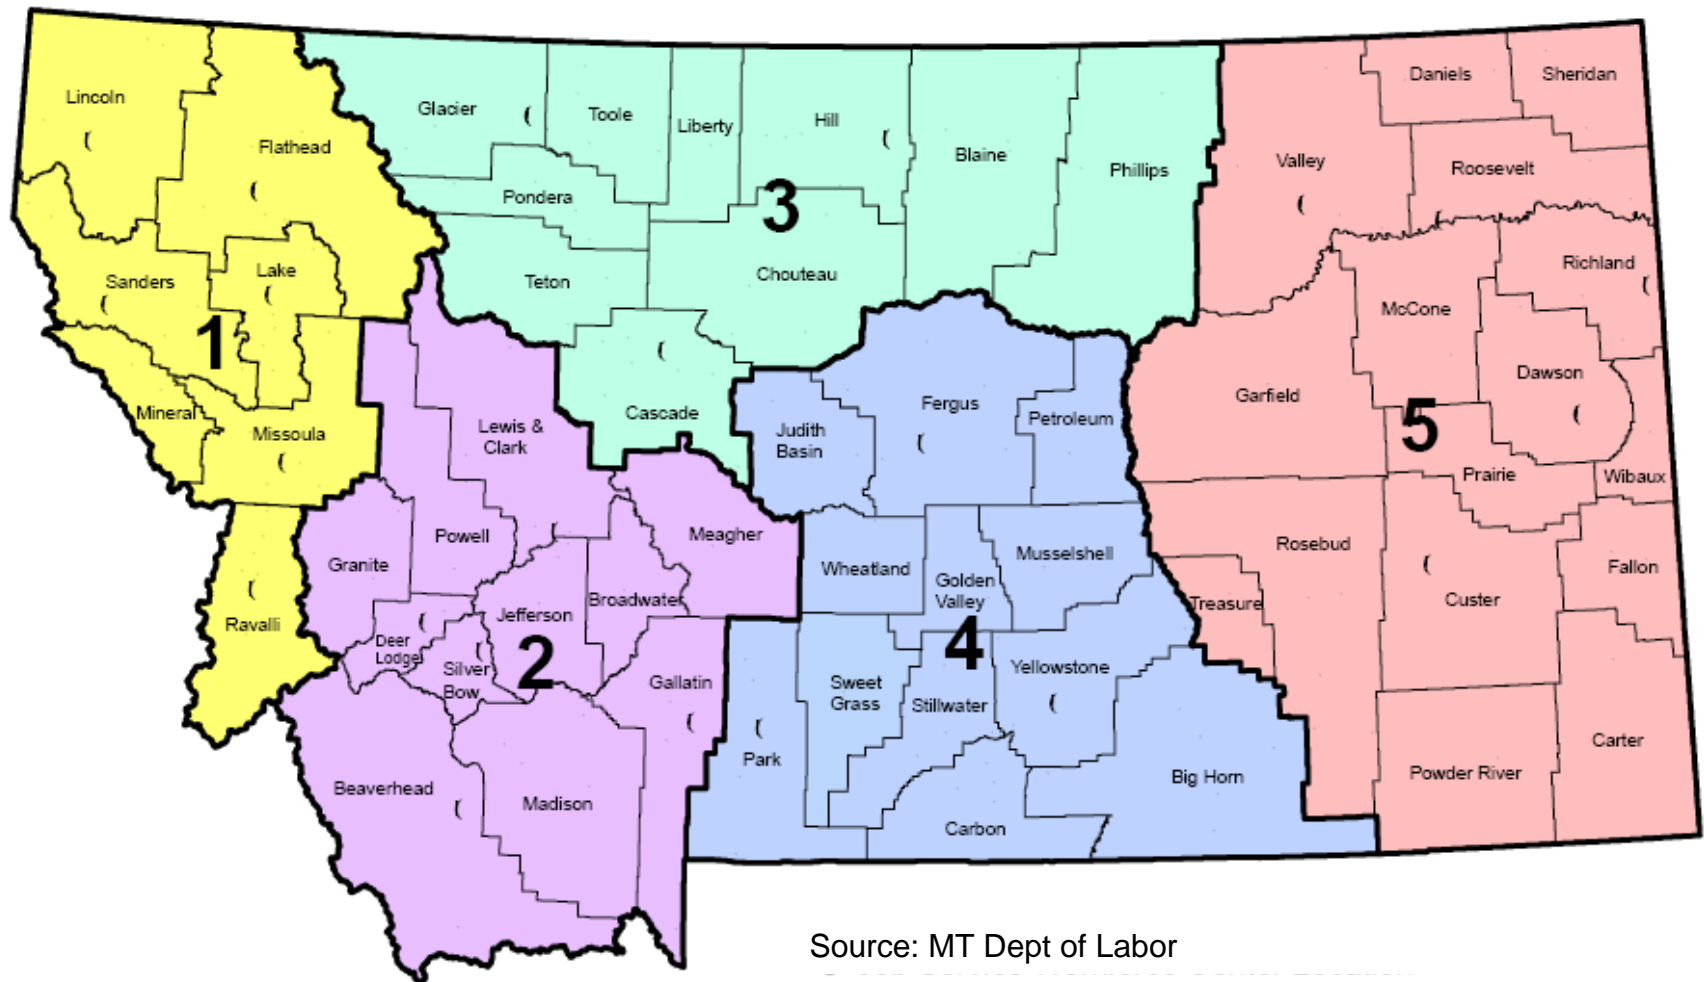 Lincoln
Flathead
Sanders
Lake
1
Mineral
Missoula
Ravalli
Glacier
Toole
Liberty
Hill
Blaine
Phillips
Pondera
3
Teton
Chouteau
Cascade
Lewis &
Clark
Powell
Granite
Meagher
Broadwater
Jefferson
Deer
Lodge
Silver
Bow
2
Gallatin
Beaverhead
Madison
Judith
Basin
Fergus
Petroleum
Wheatland
Golden
Valley
Musselshell
4
Sweet
Grass
Stillwater
Yellowstone
Park
Carbon
Big Horn
Valley
Daniels
Sheridan
Roosevelt
Richland
McCone
Dawson
Garfield
5
Prairie
Wibaux
Rosebud
Treasure
Custer
Fallon
Powder River
Carter
Source: MT Dept of Labor